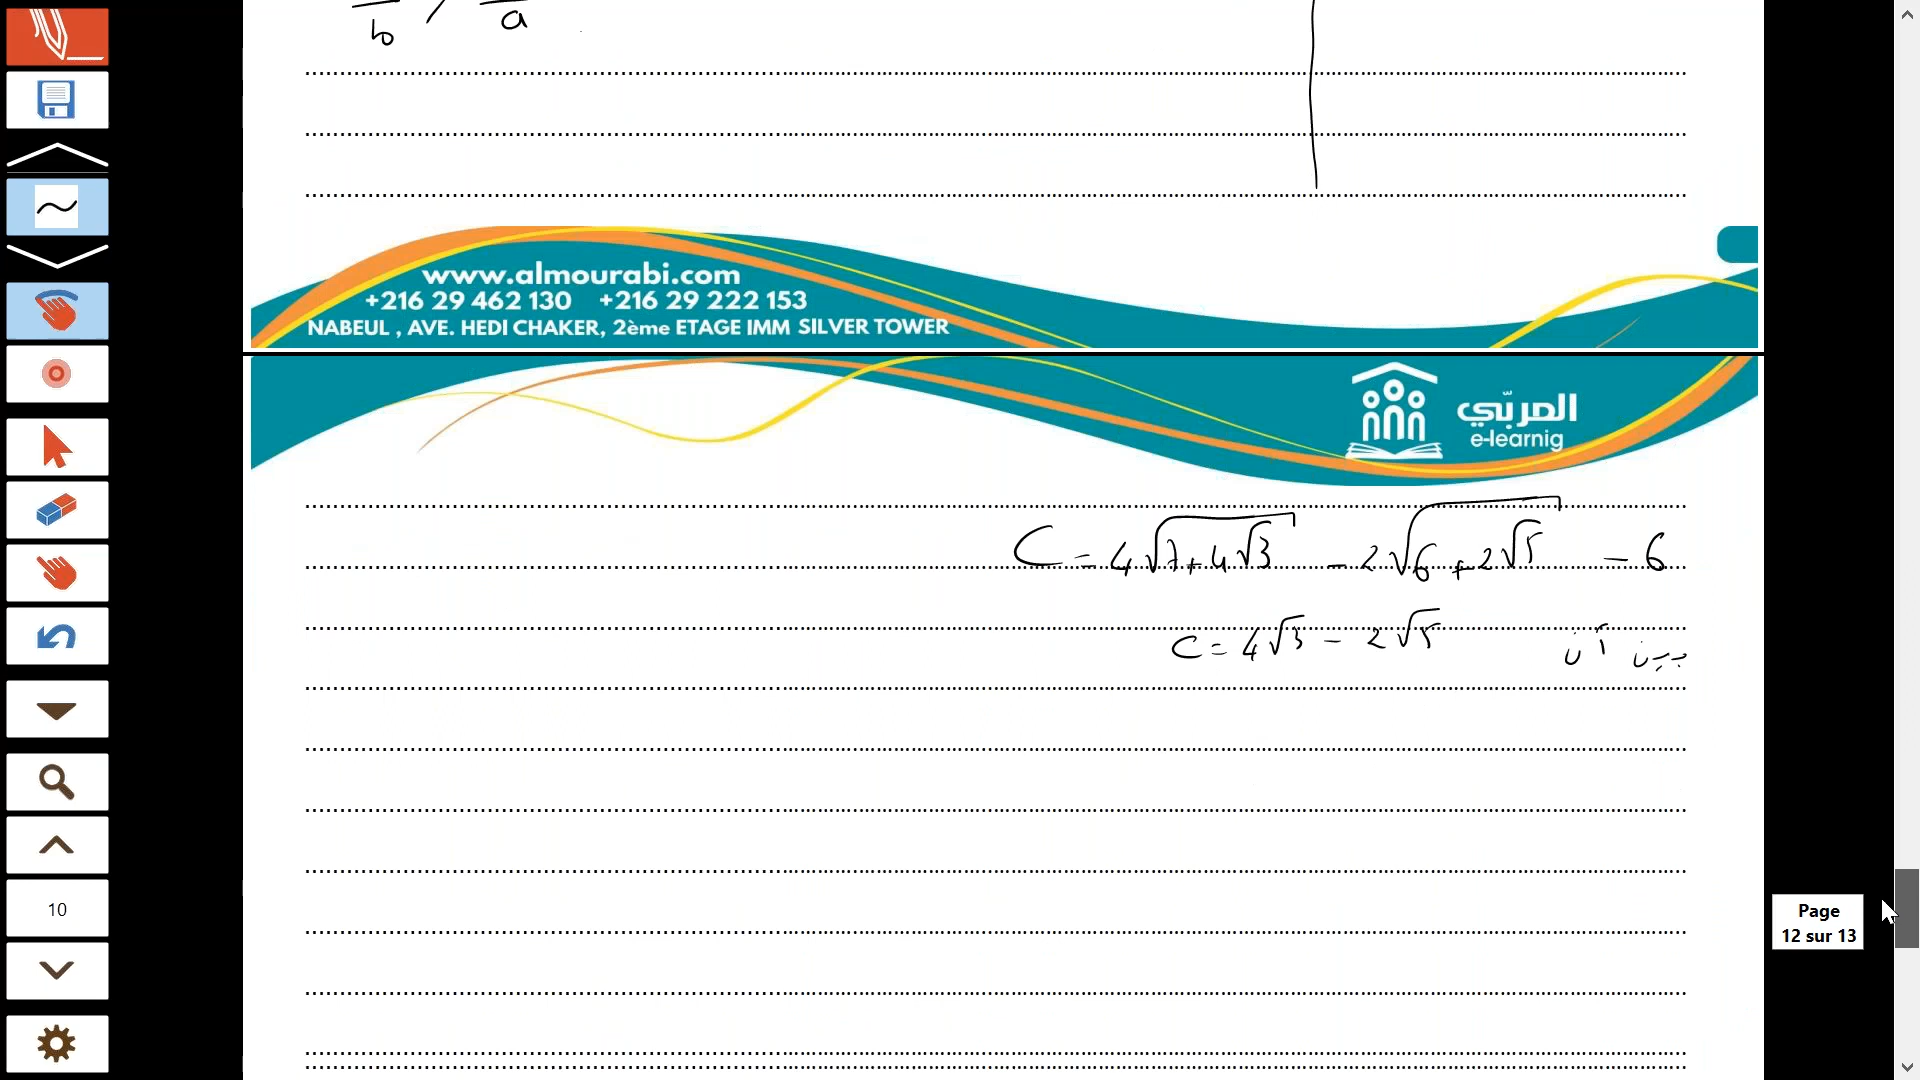 b / a
www.almourabi.com
+216 29 462 130 +216 29 222 153
NABEUL , AVE. HEDI CHAKER, 2ème ETAGE IMM SILVER TOWER
المربّي
e-learnig
C = 4√(7+4√3) - 2√(6+2√5) - 6
بين أن C = 4√3 - 2√5
10
Page
12 sur 13